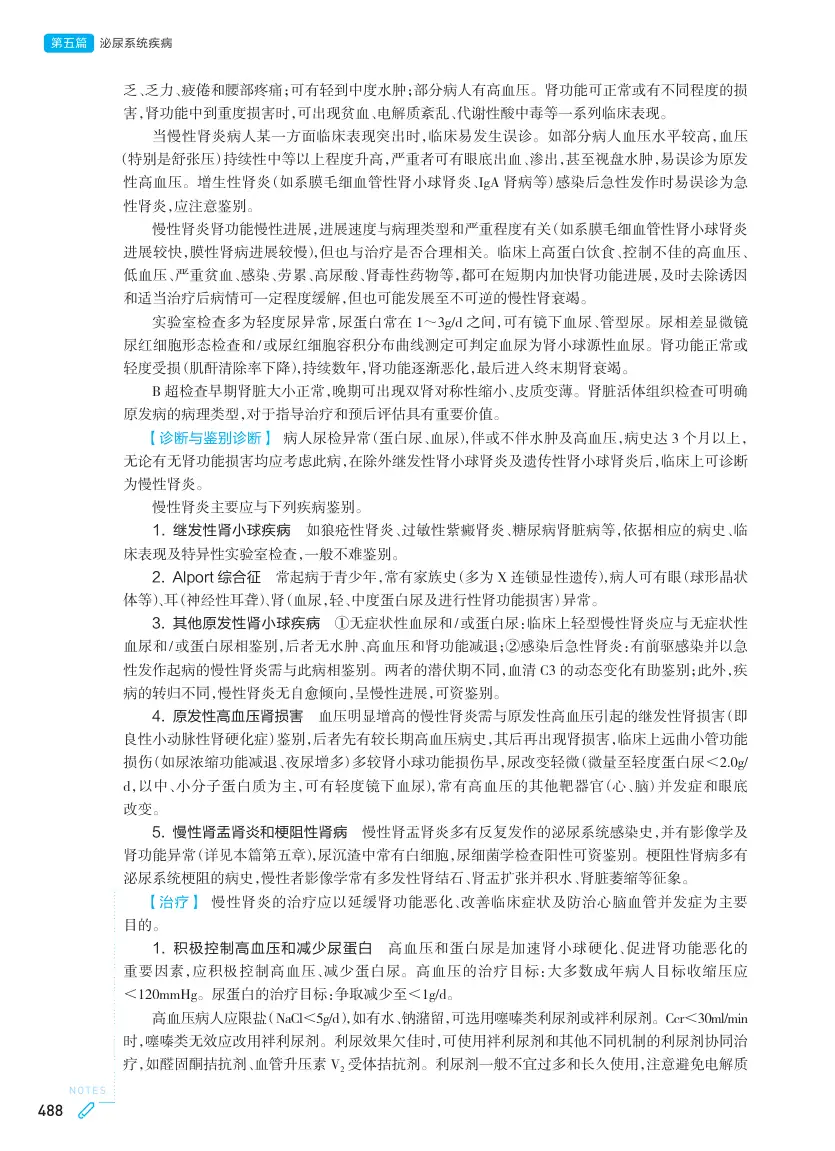 第五篇 泌尿系统疾病
乏、乏力、疲倦和腰部疼痛;可有轻到中度水肿;部分病人有高血压。肾功能可正常或有不同程度的损
害,肾功能中到重度损害时,可出现贫血、电解质紊乱、代谢性酸中毒等一系列临床表现。
当慢性肾炎病人某一方面临床表现突出时,临床易发生误诊。如部分病人血压水平较高,血压
(特别是舒张压)持续性中等以上程度升高,严重者可有眼底出血、渗出,甚至视盘水肿,易误诊为原发
性高血压。增生性肾炎(如系膜毛细血管性肾小球肾炎、IgA 肾病等)感染后急性发作时易误诊为急
性肾炎,应注意鉴别。
慢性肾炎肾功能慢性进展,进展速度与病理类型和严重程度有关(如系膜毛细血管性肾小球肾炎
进展较快,膜性肾病进展较慢),但也与治疗是否合理相关。临床上高蛋白饮食、控制不佳的高血压、
低血压、严重贫血、感染、劳累、高尿酸、肾毒性药物等,都可在短期内加快肾功能进展,及时去除诱因
和适当治疗后病情可一定程度缓解,但也可能发展至不可逆的慢性肾衰竭。
实验室检查多为轻度尿异常,尿蛋白常在 1～3g/d 之间,可有镜下血尿、管型尿。尿相差显微镜
尿红细胞形态检查和/或尿红细胞容积分布曲线测定可判定血尿为肾小球源性血尿。肾功能正常或
轻度受损(肌酐清除率下降),持续数年,肾功能逐渐恶化,最后进入终末期肾衰竭。
B 超检查早期肾脏大小正常,晚期可出现双肾对称性缩小、皮质变薄。肾脏活体组织检查可明确
原发病的病理类型,对于指导治疗和预后评估具有重要价值。
【诊断与鉴别诊断】 病人尿检异常(蛋白尿、血尿),伴或不伴水肿及高血压,病史达 3 个月以上,
无论有无肾功能损害均应考虑此病,在除外继发性肾小球肾炎及遗传性肾小球肾炎后,临床上可诊断
为慢性肾炎。
慢性肾炎主要应与下列疾病鉴别。
1. 继发性肾小球疾病 如狼疮性肾炎、过敏性紫癜肾炎、糖尿病肾脏病等,依据相应的病史、临
床表现及特异性实验室检查,一般不难鉴别。
2. Alport 综合征 常起病于青少年,常有家族史(多为 X 连锁显性遗传),病人可有眼(球形晶状
体等)、耳(神经性耳聋)、肾(血尿,轻、中度蛋白尿及进行性肾功能损害)异常。
3. 其他原发性肾小球疾病 ①无症状性血尿和/或蛋白尿:临床上轻型慢性肾炎应与无症状性
血尿和/或蛋白尿相鉴别,后者无水肿、高血压和肾功能减退;②感染后急性肾炎:有前驱感染并以急
性发作起病的慢性肾炎需与此病相鉴别。两者的潜伏期不同,血清 C3 的动态变化有助鉴别;此外,疾
病的转归不同,慢性肾炎无自愈倾向,呈慢性进展,可资鉴别。
4. 原发性高血压肾损害 血压明显增高的慢性肾炎需与原发性高血压引起的继发性肾损害(即
良性小动脉性肾硬化症)鉴别,后者先有较长期高血压病史,其后再出现肾损害,临床上远曲小管功能
损伤(如尿浓缩功能减退、夜尿增多)多较肾小球功能损伤早,尿改变轻微(微量至轻度蛋白尿<2.0g/
d,以中、小分子蛋白质为主,可有轻度镜下血尿),常有高血压的其他靶器官(心、脑)并发症和眼底
改变。
5. 慢性肾盂肾炎和梗阻性肾病 慢性肾盂肾炎多有反复发作的泌尿系统感染史,并有影像学及
肾功能异常(详见本篇第五章),尿沉渣中常有白细胞,尿细菌学检查阳性可资鉴别。梗阻性肾病多有
泌尿系统梗阻的病史,慢性者影像学常有多发性肾结石、肾盂扩张并积水、肾脏萎缩等征象。
【治疗】 慢性肾炎的治疗应以延缓肾功能恶化、改善临床症状及防治心脑血管并发症为主要
目的。
1. 积极控制高血压和减少尿蛋白 高血压和蛋白尿是加速肾小球硬化、促进肾功能恶化的
重要因素,应积极控制高血压、减少蛋白尿。高血压的治疗目标:大多数成年病人目标收缩压应
<120mmHg。尿蛋白的治疗目标:争取减少至<1g/d。
高血压病人应限盐(NaCl<5g/d),如有水、钠潴留,可选用噻嗪类利尿剂或袢利尿剂。Ccr<30ml/min
时,噻嗪类无效应改用袢利尿剂。利尿效果欠佳时,可使用袢利尿剂和其他不同机制的利尿剂协同治
疗,如醛固酮拮抗剂、血管升压素 V₂ 受体拮抗剂。利尿剂一般不宜过多和长久使用,注意避免电解质
NOTES
488